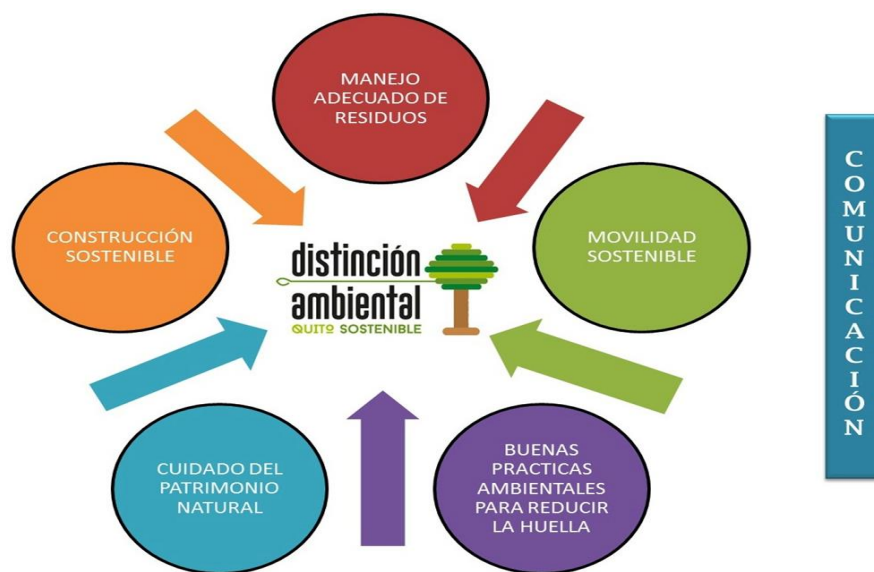 MANEJO
ADECUADO DE
RESIDUOS
CONSTRUCCIÓN
SOSTENIBLE
MOVILIDAD
SOSTENIBLE
distinción
ambiental
QUITO SOSTENIBLE
CUIDADO DEL
PATRIMONIO
NATURAL
BUENAS
PRACTICAS
AMBIENTALES
PARA REDUCIR
LA HUELLA
COMUNICACIÓN